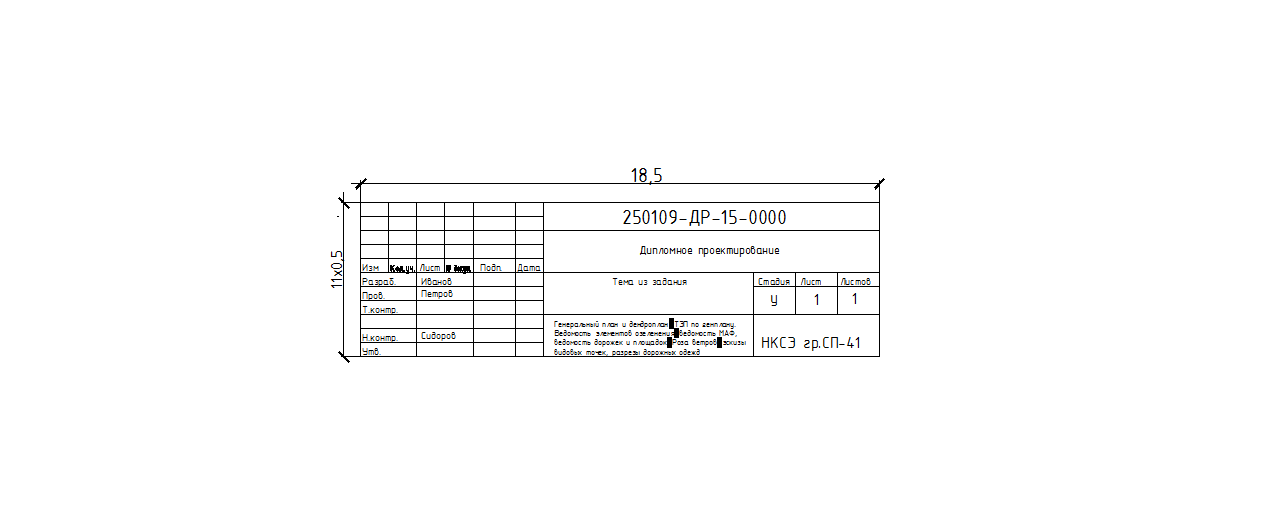 18,5
11х0,5
250109-ДР-15-0000
Дипломное проектирование
Изм Кол.уч. Лист № докум. Подп. Дата
Разраб. Иванов
Тема из задания
Стадия Лист Листов
Пров. Петров
У 1 1
Т.контр.
Генеральный план и дендроплан ТЭП по генплану.
Ведомость элементов озеленения ведомость МАФ,
ведомость дорожек и площадок Роза ветров эскизы
видовых точек, разрезы дорожных одежд
Н.контр. Сидоров
НКСЭ гр.СП-41
Утв.